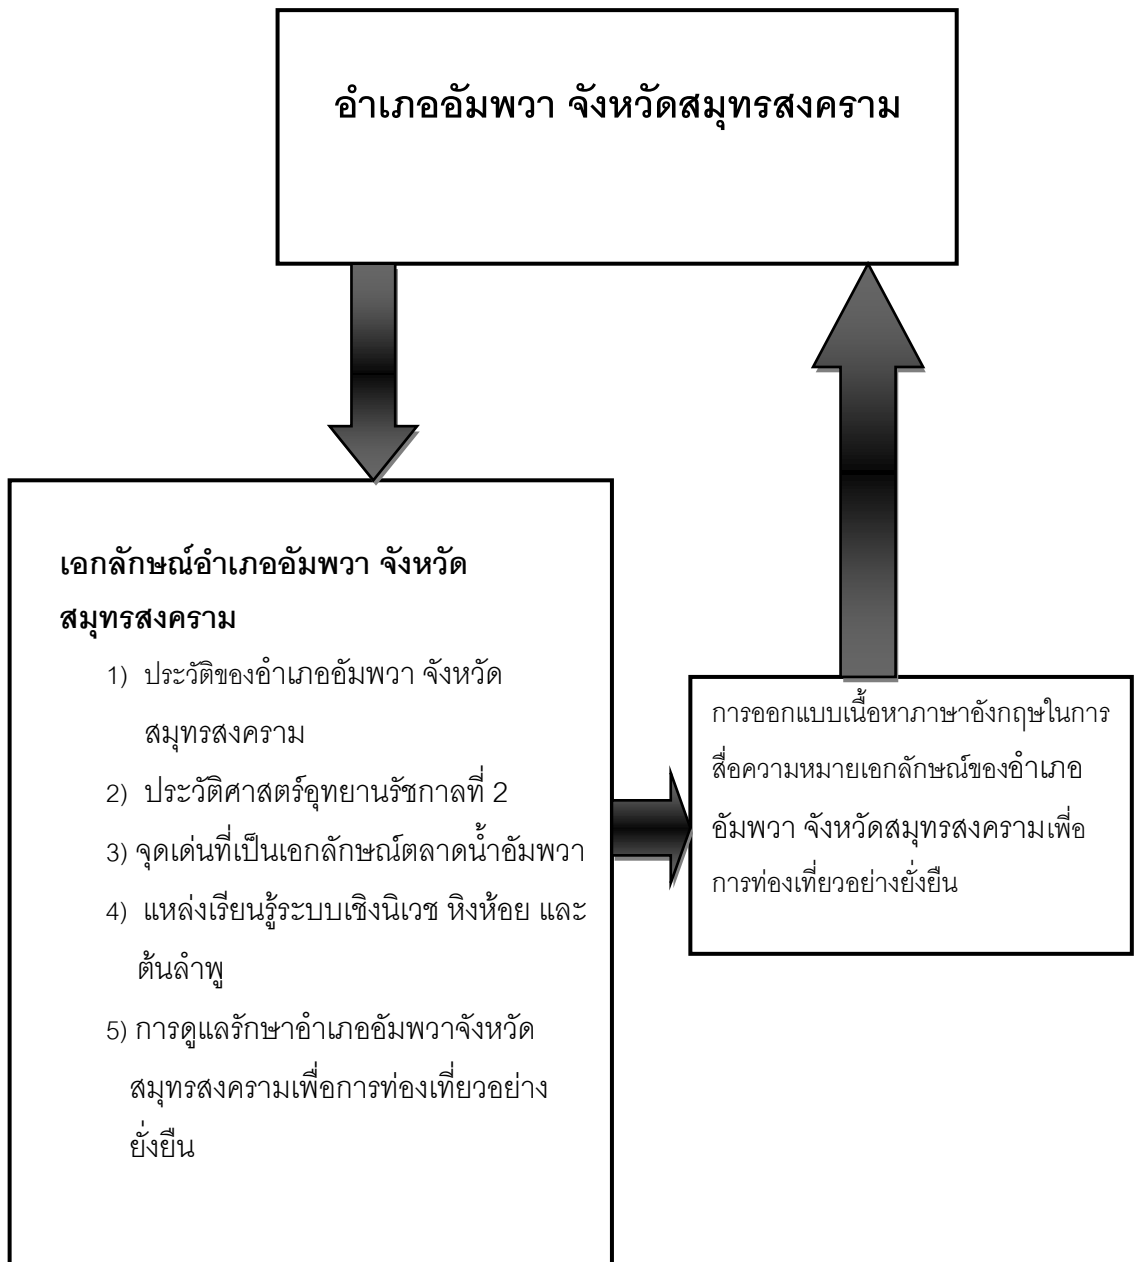 อำเภออัมพวา จังหวัดสมุทรสงคราม
เอกลักษณ์อำเภออัมพวา จังหวัด
สมุทรสงคราม
1) ประวัติของอำเภออัมพวา จังหวัด
สมุทรสงคราม
2) ประวัติศาสตร์อุทยานรัชกาลที่ 2
3) จุดเด่นที่เป็นเอกลักษณ์ตลาดน้ำอัมพวา
4) แหล่งเรียนรู้ระบบเชิงนิเวช หิงห้อย และ
ต้นลำพู
5) การดูแลรักษาอำเภออัมพวาจังหวัด
สมุทรสงครามเพื่อการท่องเที่ยวอย่าง
ยั่งยืน
การออกแบบเนื้อหาภาษาอังกฤษในการ
สื่อความหมายเอกลักษณ์ของอำเภอ
อัมพวา จังหวัดสมุทรสงครามเพื่อ
การท่องเที่ยวอย่างยั่งยืน